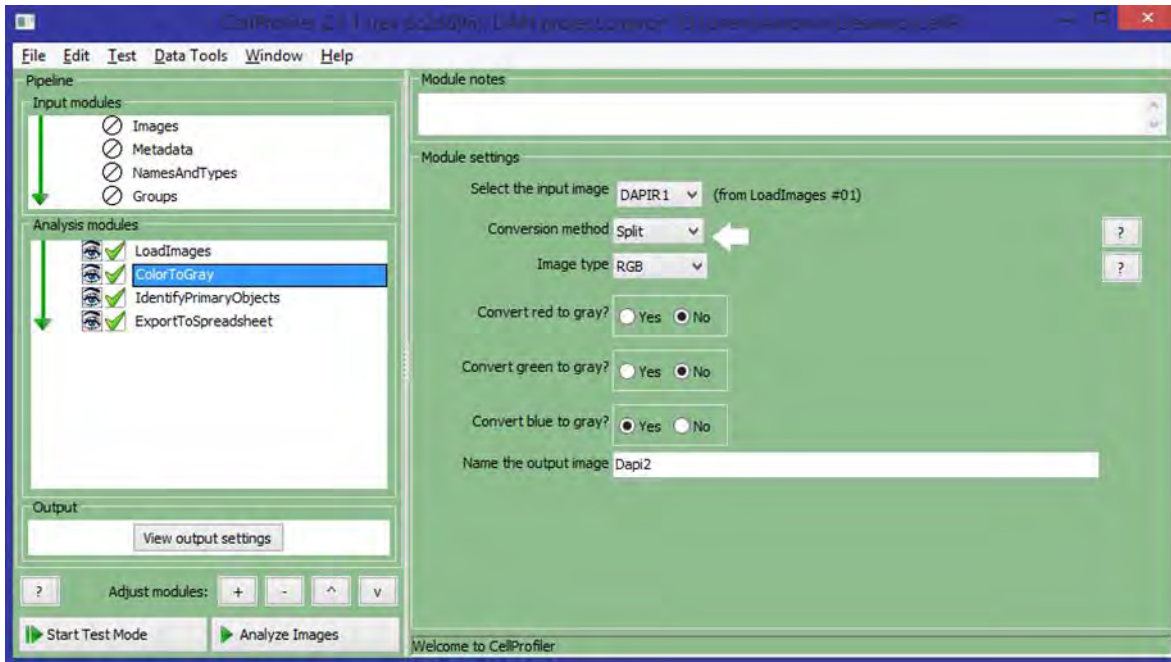 CellProfiler
File Edit Test Data Tools Window Help
Pipeline
Input modules
Images
Metadata
NamesAndTypes
Groups
Analysis modules
LoadImages
ColorToGray
IdentifyPrimaryObjects
ExportToSpreadsheet
Output
View output settings
? Adjust modules: + - ^ v
Start Test Mode Analyze Images
Module notes
Module settings
Select the input image DAPIR1 (from LoadImages #01)
Conversion method Split ?
Image type RGB ?
Convert red to gray? Yes No
Convert green to gray? Yes No
Convert blue to gray? Yes No
Name the output image Dapi2
Welcome to CellProfiler